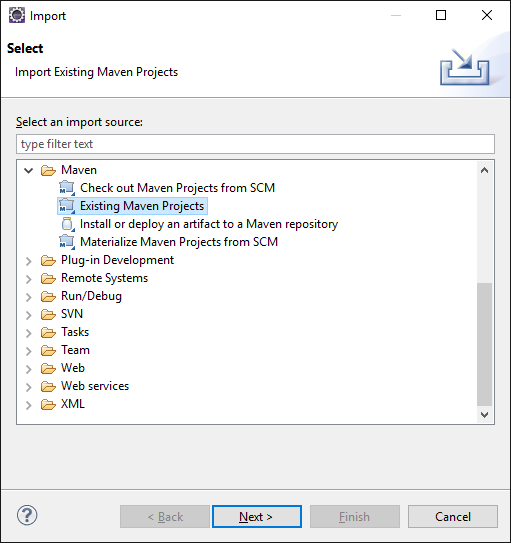 Import
Select
Import Existing Maven Projects
Select an import source:
type filter text
Maven
Check out Maven Projects from SCM
Existing Maven Projects
Install or deploy an artifact to a Maven repository
Materialize Maven Projects from SCM
Plug-in Development
Remote Systems
Run/Debug
SVN
Tasks
Team
Web
Web services
XML
? < Back Next > Finish Cancel